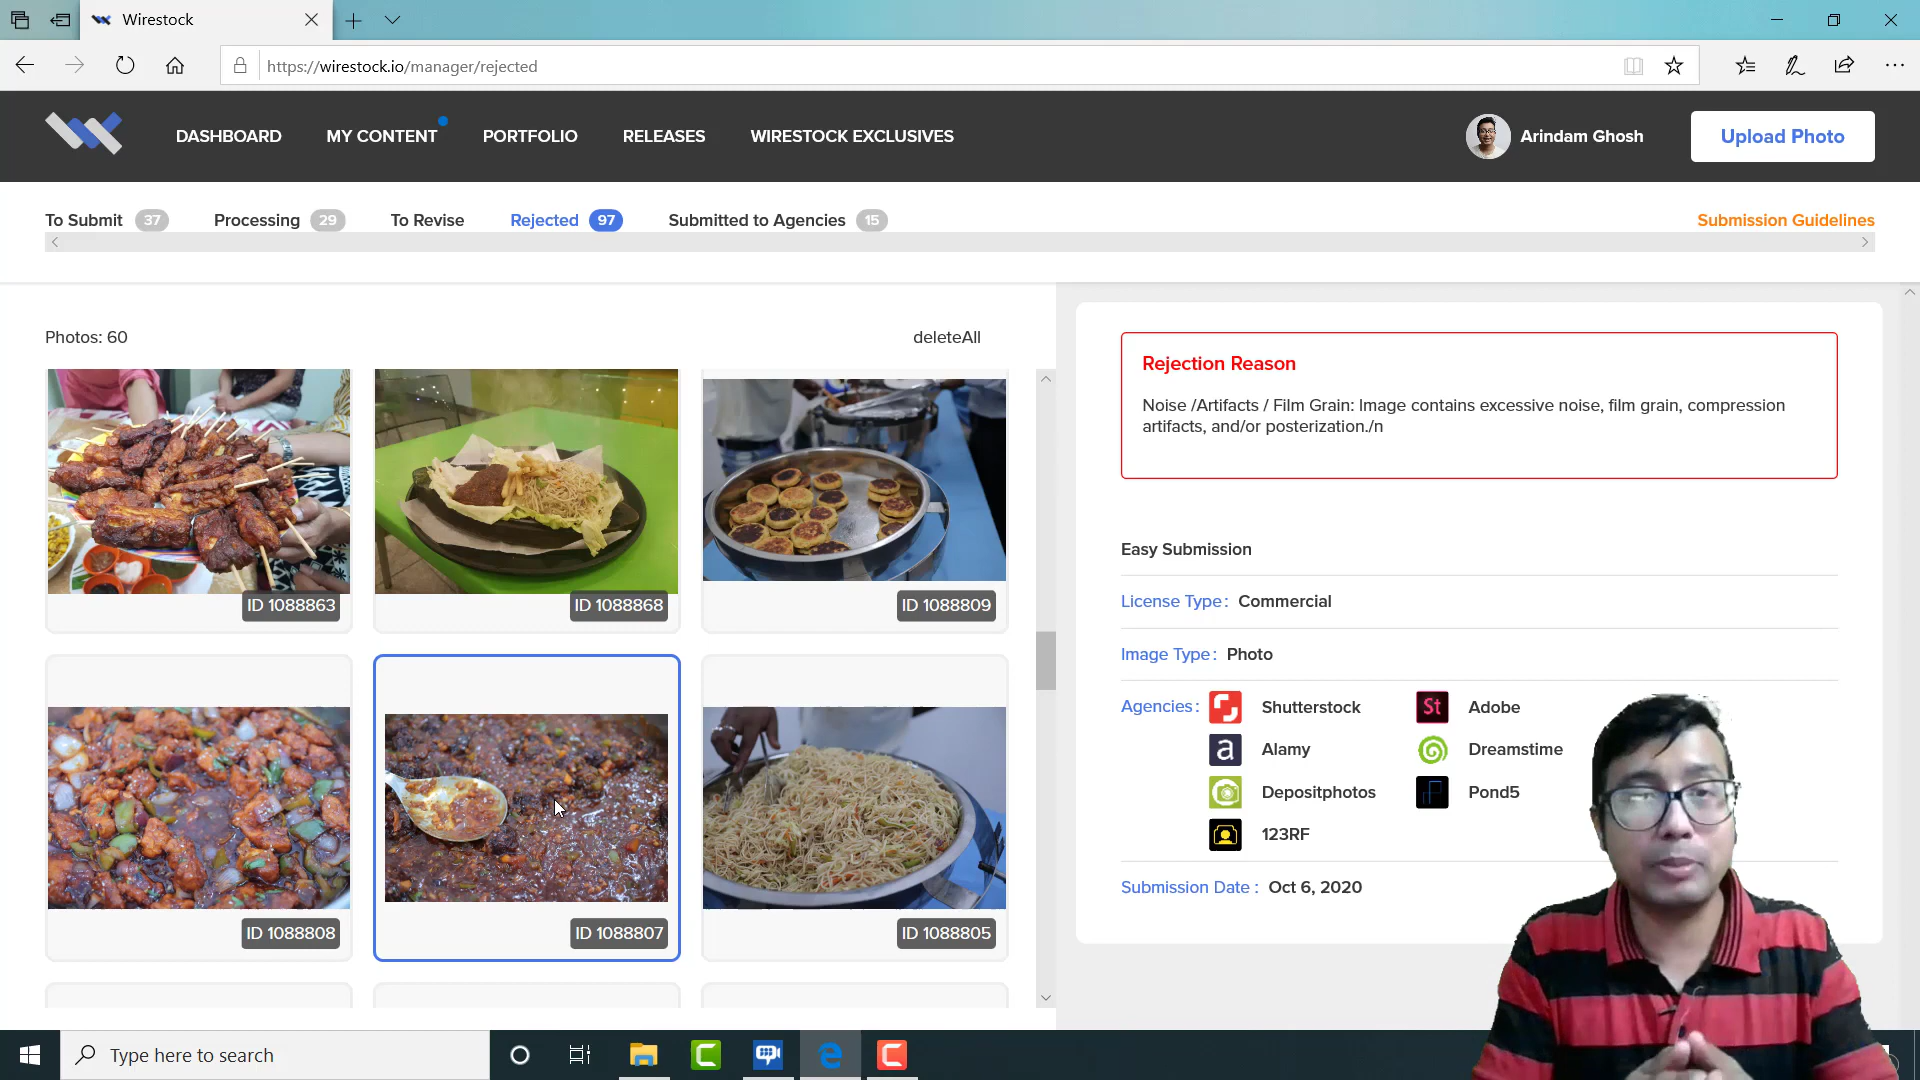 Wirestock
https://wirestock.io/manager/rejected
DASHBOARD
MY CONTENT
PORTFOLIO
RELEASES
WIRESTOCK EXCLUSIVES
Arindam Ghosh
Upload Photo
To Submit 37
Processing 29
To Revise
Rejected 97
Submitted to Agencies 15
Submission Guidelines
Photos: 60
deleteAll
ID 1088863
ID 1088868
ID 1088809
ID 1088808
ID 1088807
ID 1088805
Rejection Reason
Noise /Artifacts / Film Grain: Image contains excessive noise, film grain, compression
artifacts, and/or posterization./n
Easy Submission
License Type: Commercial
Image Type: Photo
Agencies:
Shutterstock
St Adobe
a Alamy
Dreamstime
Depositphotos
Pond5
123RF
Submission Date : Oct 6, 2020
Type here to search